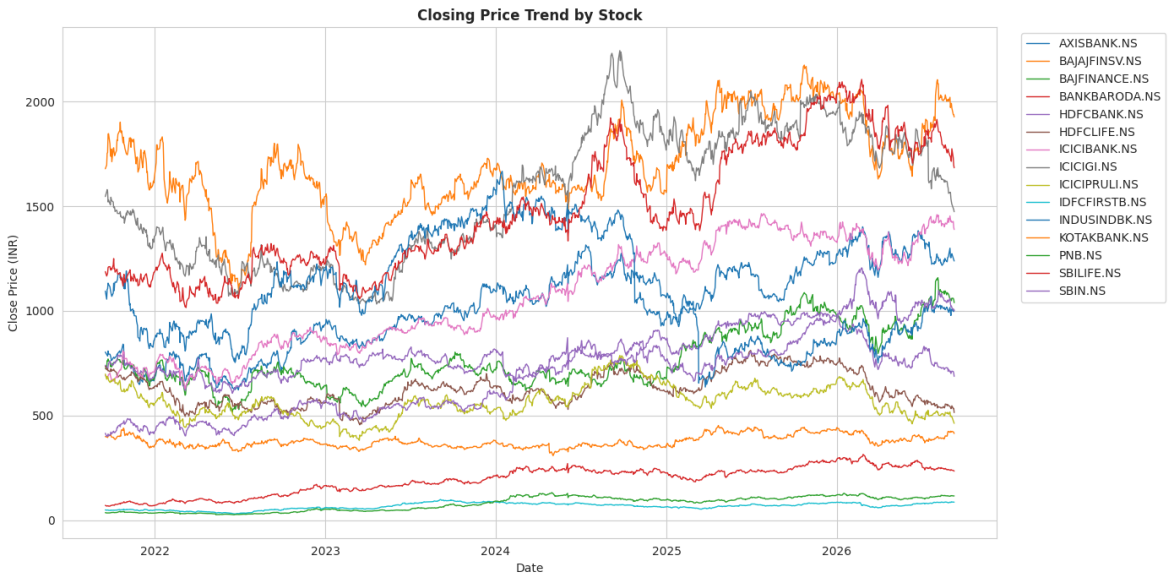 Closing Price Trend by Stock
Close Price (INR)
2000
1500
1000
500
0
2022
2023
2024
2025
2026
Date
AXISBANK.NS
BAJAJFINSV.NS
BAJFINANCE.NS
BANKBARODA.NS
HDFCBANK.NS
HDFCLIFE.NS
ICICIBANK.NS
ICICIGI.NS
ICICIPRULI.NS
IDFCFIRSTB.NS
INDUSINDBK.NS
KOTAKBANK.NS
PNB.NS
SBILIFE.NS
SBIN.NS